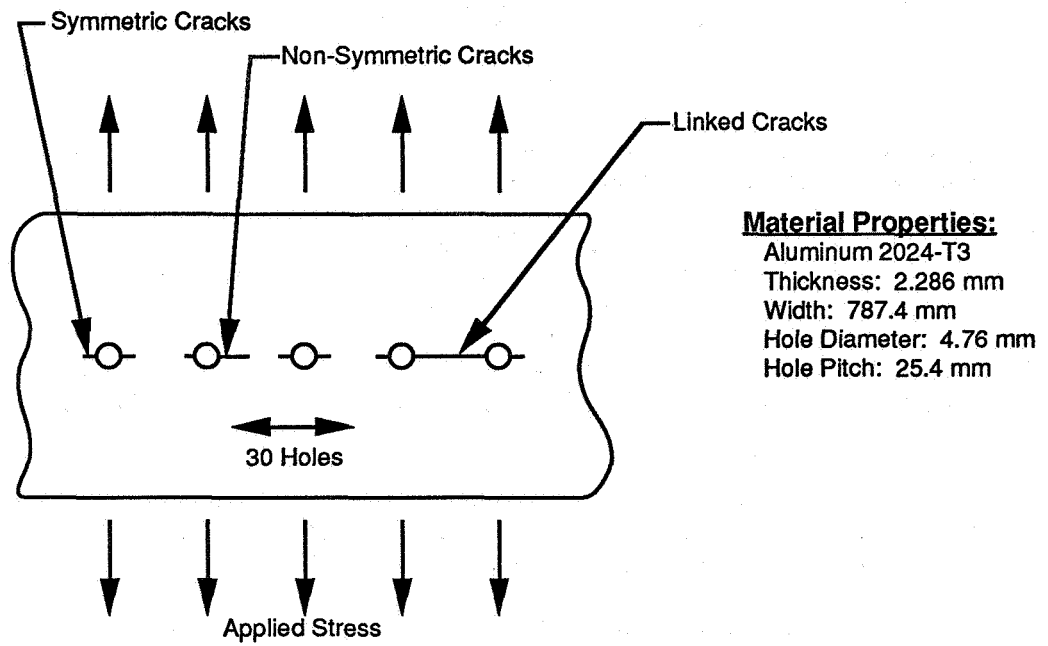 Symmetric Cracks
Non-Symmetric Cracks
Linked Cracks
Material Properties:
Aluminum 2024-T3
Thickness: 2.286 mm
Width: 787.4 mm
Hole Diameter: 4.76 mm
Hole Pitch: 25.4 mm
30 Holes
Applied Stress